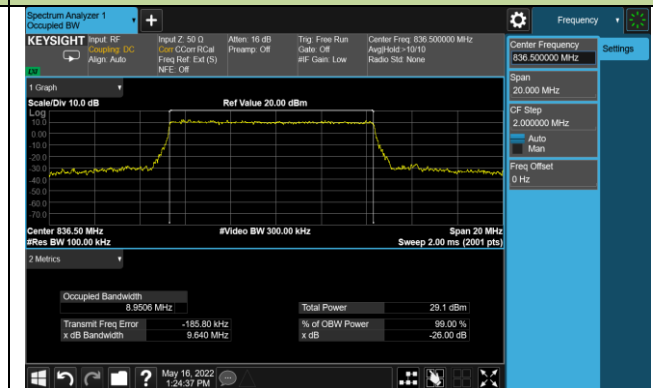 Spectrum Analyzer 1
Occupied BW
+
Frequency
KEYSIGHT
LW
Input: RF
Coupling: DC
Align: Auto
Input Z: 50 Ω
Corr CCorr RCal
Freq Ref: Ext (S)
NFE: Off
Atten: 16 dB
Preamp: Off
Trig: Free Run
Gate: Off
#IF Gain: Low
Center Freq: 836.500000 MHz
Avg|Hold:>10/10
Radio Std: None
Center Frequency
836.500000 MHz
Settings
Span
20.000 MHz
CF Step
2.000000 MHz
Auto
Man
Freq Offset
0 Hz
1 Graph
Scale/Div 10.0 dB
Ref Value 20.00 dBm
Log
10.0
0.00
-10.0
-20.0
-30.0
-40.0
-50.0
-60.0
-70.0
Center 836.50 MHz
#Video BW 300.00 kHz
Span 20 MHz
#Res BW 100.00 kHz
Sweep 2.00 ms (2001 pts)
2 Metrics
Occupied Bandwidth
8.9506 MHz
Total Power 29.1 dBm
Transmit Freq Error -185.80 kHz
% of OBW Power 99.00 %
x dB Bandwidth 9.640 MHz
x dB -26.00 dB
?
May 16, 2022
1:24:37 PM